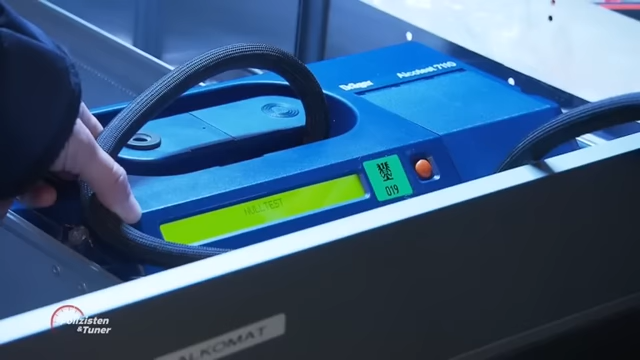 Dräger
Alcotest 7110
NULLTEST
019
Polizisten
&Tuner
ALKOMAT